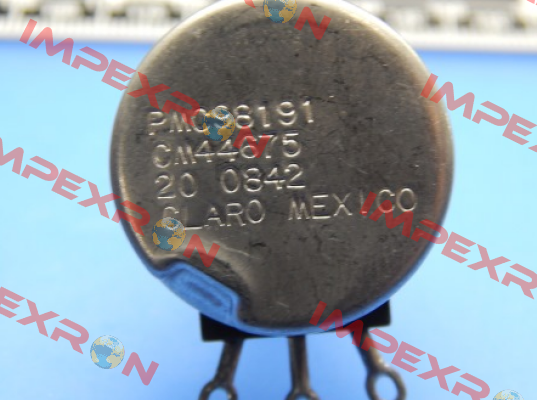 IMPEXRON
IMPEXRON
PMC98191
CM44675
20 0842
CLARO MEXICO
IMPEXRON
IMPEXRON
IMPEXRON
IMPEXRON